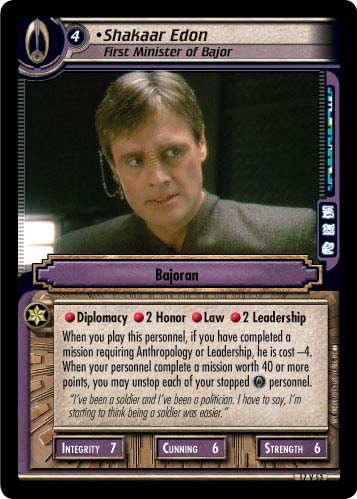 4
•Shakaar Edon
First Minister of Bajor
Bajoran
•Diplomacy •2 Honor •Law •2 Leadership
When you play this personnel, if you have completed a
mission requiring Anthropology or Leadership, he is cost –4.
When your personnel complete a mission worth 40 or more
points, you may unstop each of your stopped personnel.
“I’ve been a soldier and I’ve been a politician. I have to say, I’m
starting to think being a soldier was easier.”
INTEGRITY 7 CUNNING 6 STRENGTH 6
17 V 53